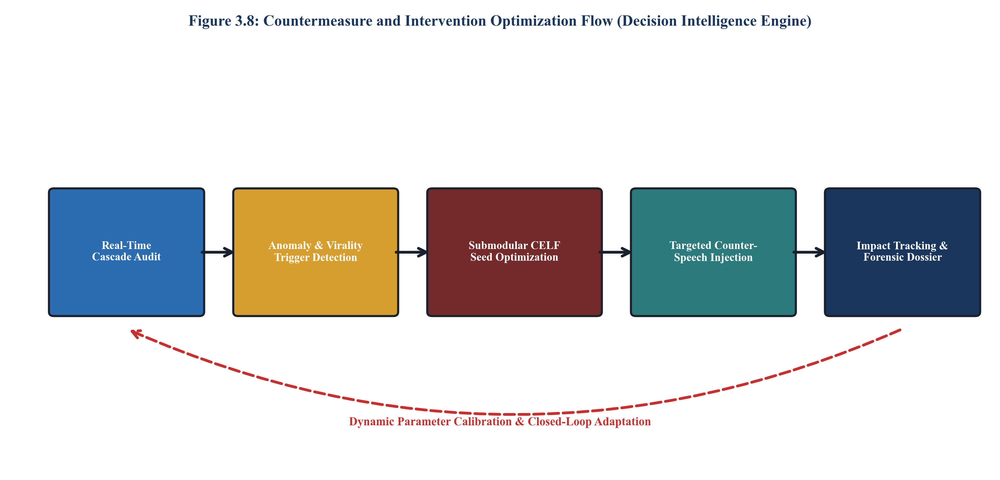 Figure 3.8: Countermeasure and Intervention Optimization Flow (Decision Intelligence Engine)
Real-Time
Cascade Audit
Anomaly & Virality
Trigger Detection
Submodular CELF
Seed Optimization
Targeted Counter-
Speech Injection
Impact Tracking &
Forensic Dossier
Dynamic Parameter Calibration & Closed-Loop Adaptation